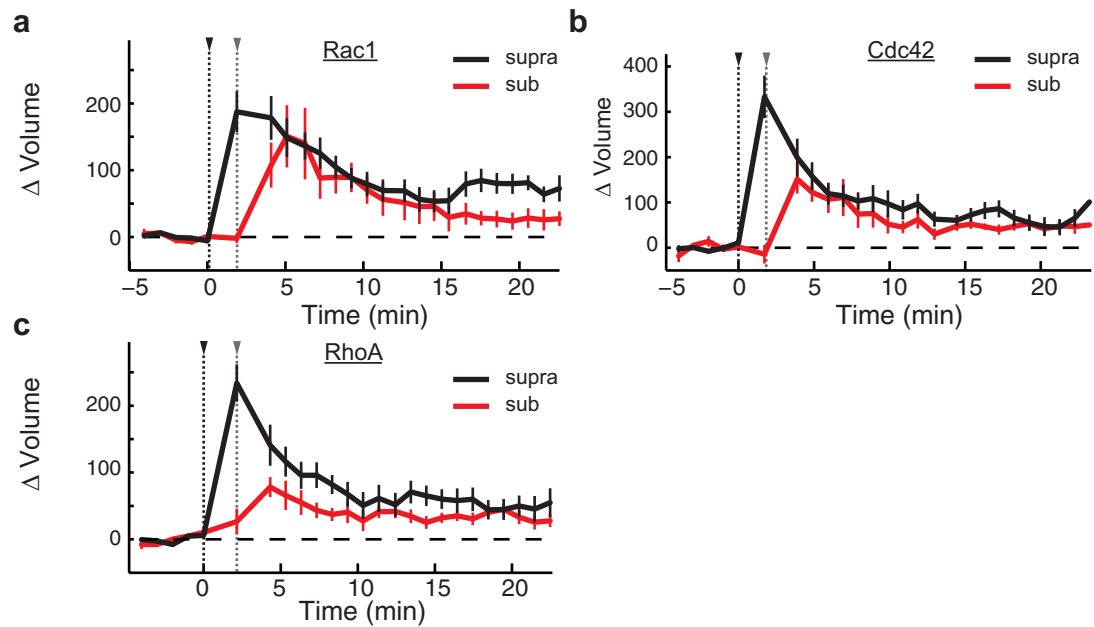 a
Rac1
supra
sub
Δ Volume
200
100
0
−5 0 5 10 15 20
Time (min)
b
Cdc42
supra
sub
Δ Volume
400
300
200
100
0
−5 0 5 10 15 20
Time (min)
c
RhoA
supra
sub
Δ Volume
200
100
0
0 5 10 15 20
Time (min)